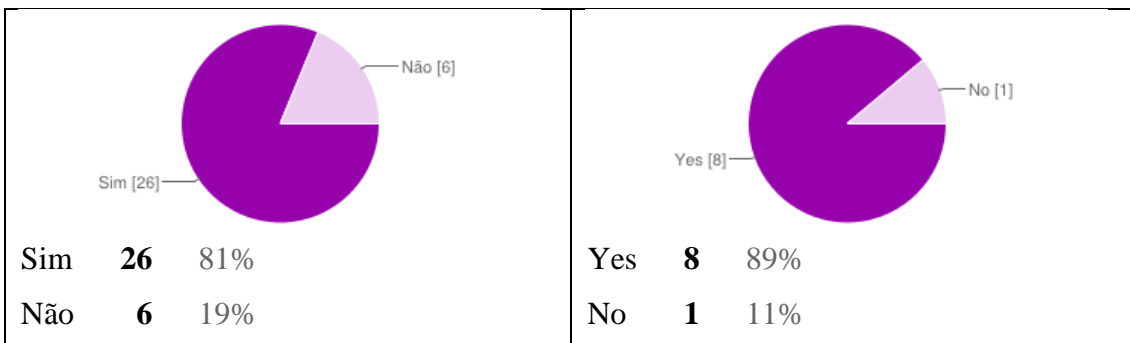 Não [6]
Sim [26]
Sim 26 81%
Não 6 19%
No [1]
Yes [8]
Yes 8 89%
No 1 11%